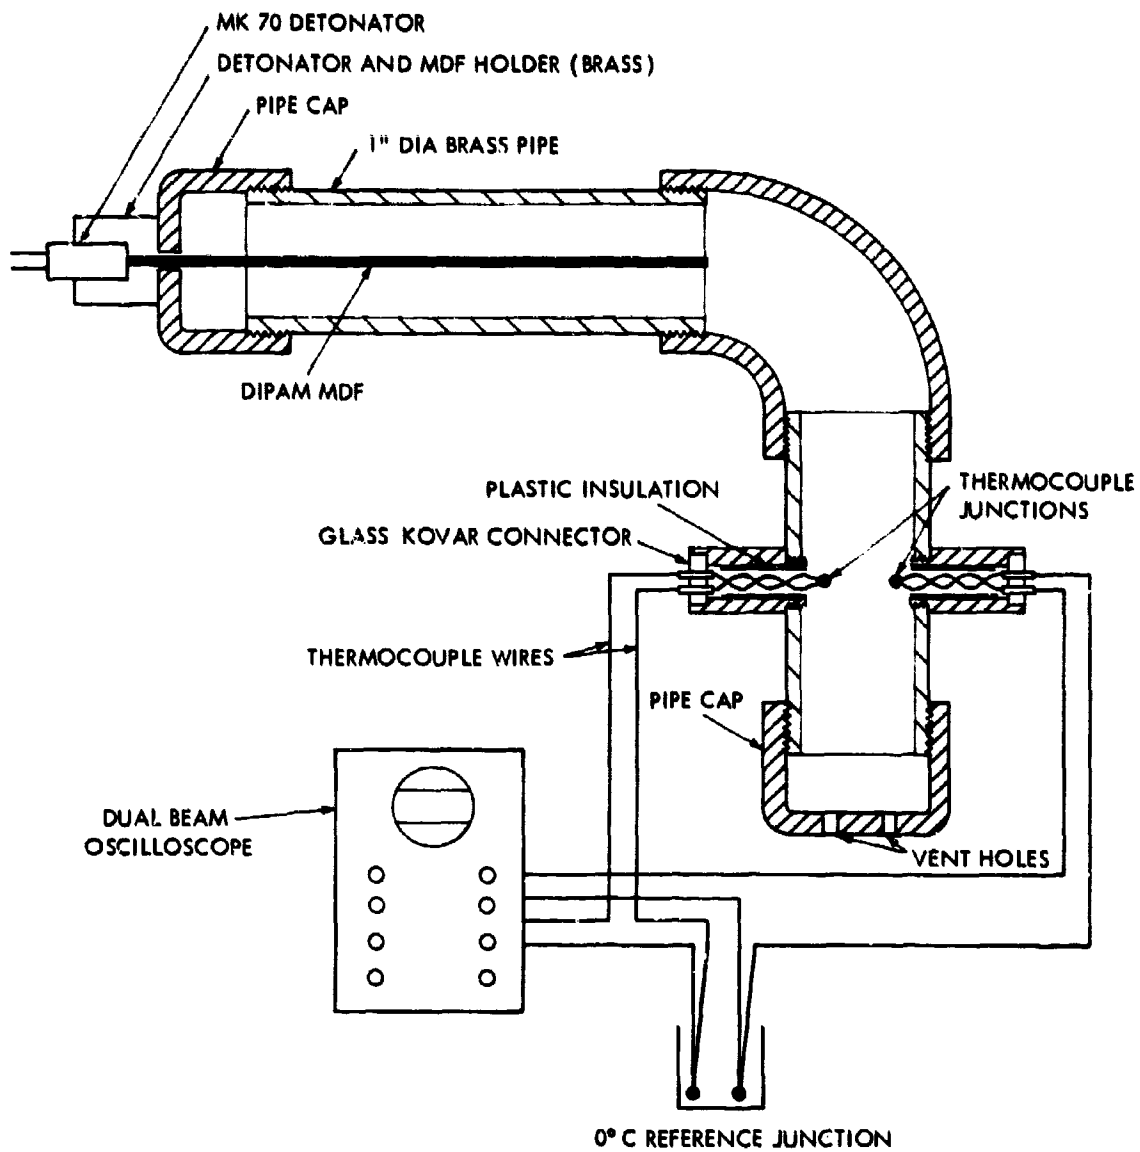 MK 70 DETONATOR
DETONATOR AND MDF HOLDER (BRASS)
PIPE CAP
1" DIA BRASS PIPE
DIPAM MDF
PLASTIC INSULATION
GLASS KOVAR CONNECTOR
THERMOCOUPLE
JUNCTIONS
THERMOCOUPLE WIRES
PIPE CAP
DUAL BEAM
OSCILLOSCOPE
VENT HOLES
0° C REFERENCE JUNCTION